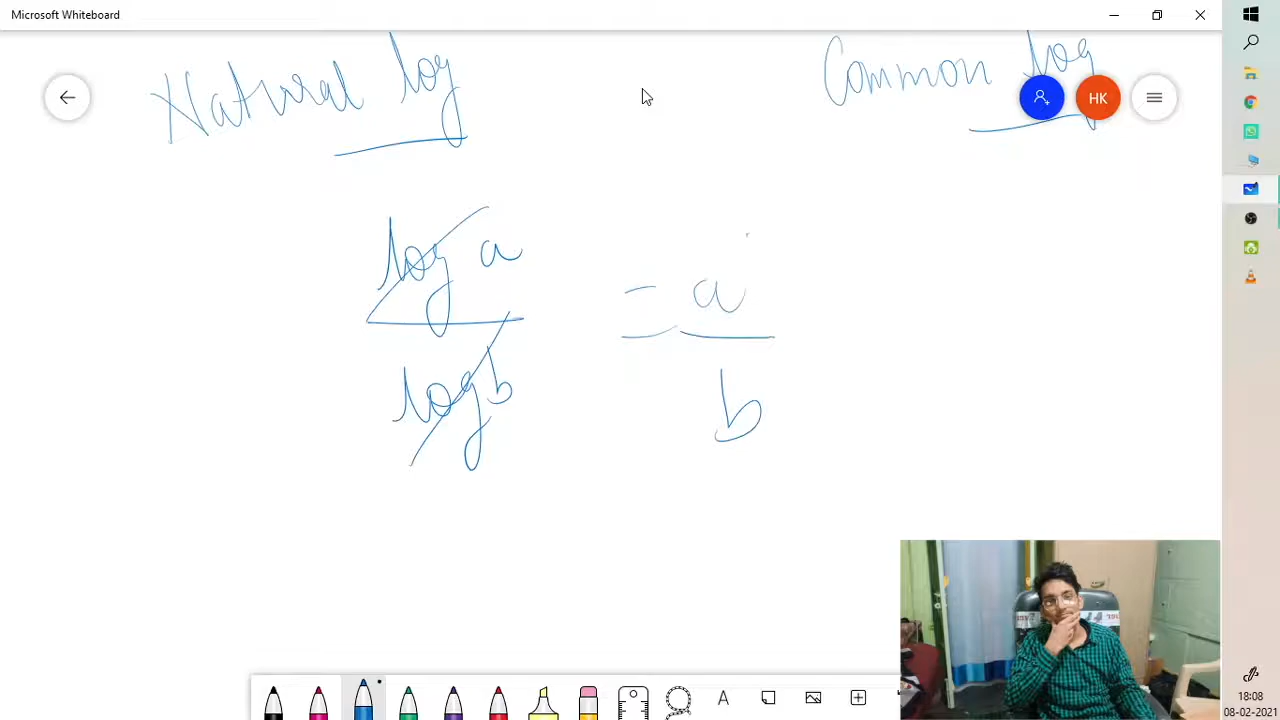 Microsoft Whiteboard
Natural log
Common log
HK
log a
= a
log b
b
A
18:08
08-02-2021